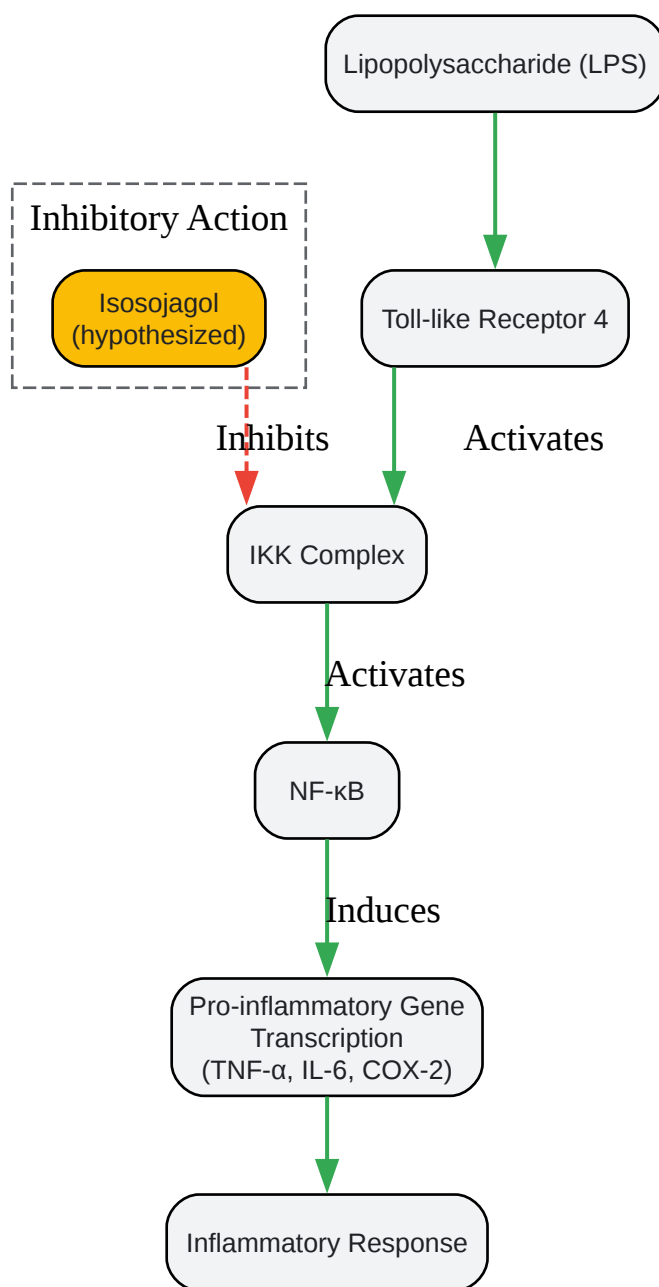 Lipopolysaccharide (LPS)
Inhibitory Action
Isosojagol
(hypothesized)
Toll-like Receptor 4
Inhibits
Activates
IKK Complex
Activates
NF-κB
Induces
Pro-inflammatory Gene
Transcription
(TNF-α, IL-6, COX-2)
Inflammatory Response